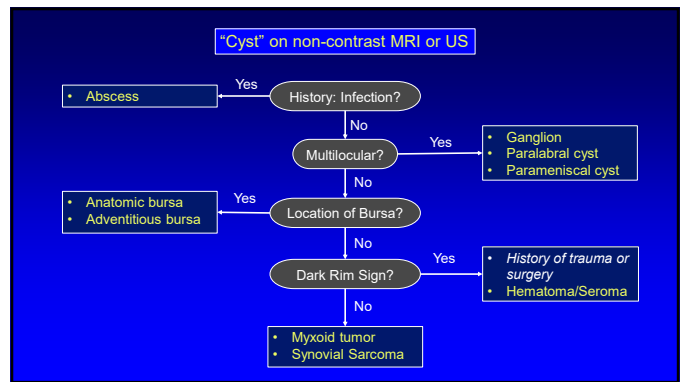 “Cyst” on non-contrast MRI or US
Yes
• Abscess
History: Infection?
No
Yes
Multilocular?
• Ganglion
• Paralabral cyst
• Parameniscal cyst
No
• Anatomic bursa
• Adventitious bursa
Yes
Location of Bursa?
No
Yes
Dark Rim Sign?
• History of trauma or
surgery
• Hematoma/Seroma
No
• Myxoid tumor
• Synovial Sarcoma